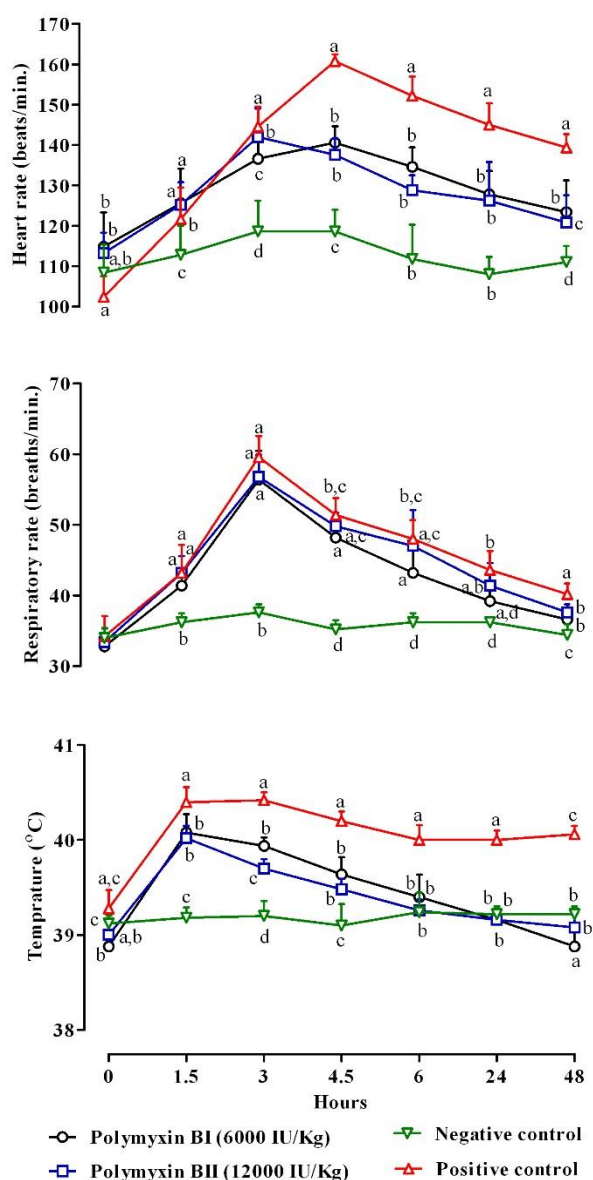 Heart rate (beats/min.)
170
160
150
140
130
120
110
100
b
b
a,b
a
a
a
b
c
a
b
c
d
a
b
b
c
a
b
b
b
a
b
b
b
a
b
c
d
Respiratory rate (breaths/min.)
70
60
50
40
30
a
a
a
b
a
a
a
b
b,c
a,c
a
d
b,c
a,c
a
d
b
a,b
a,d
d
a
b
b
c
Temprature (°C)
41
40
39
38
a,c
c
a,b
b
a
b
b
c
a
b
c
d
a
b
b
c
a
b
b
b
a
b
b
b
c
b
b
a
0 1.5 3 4.5 6 24 48
Hours
Polymyxin BI (6000 IU/Kg) Negative control
Polymyxin BII (12000 IU/Kg) Positive control